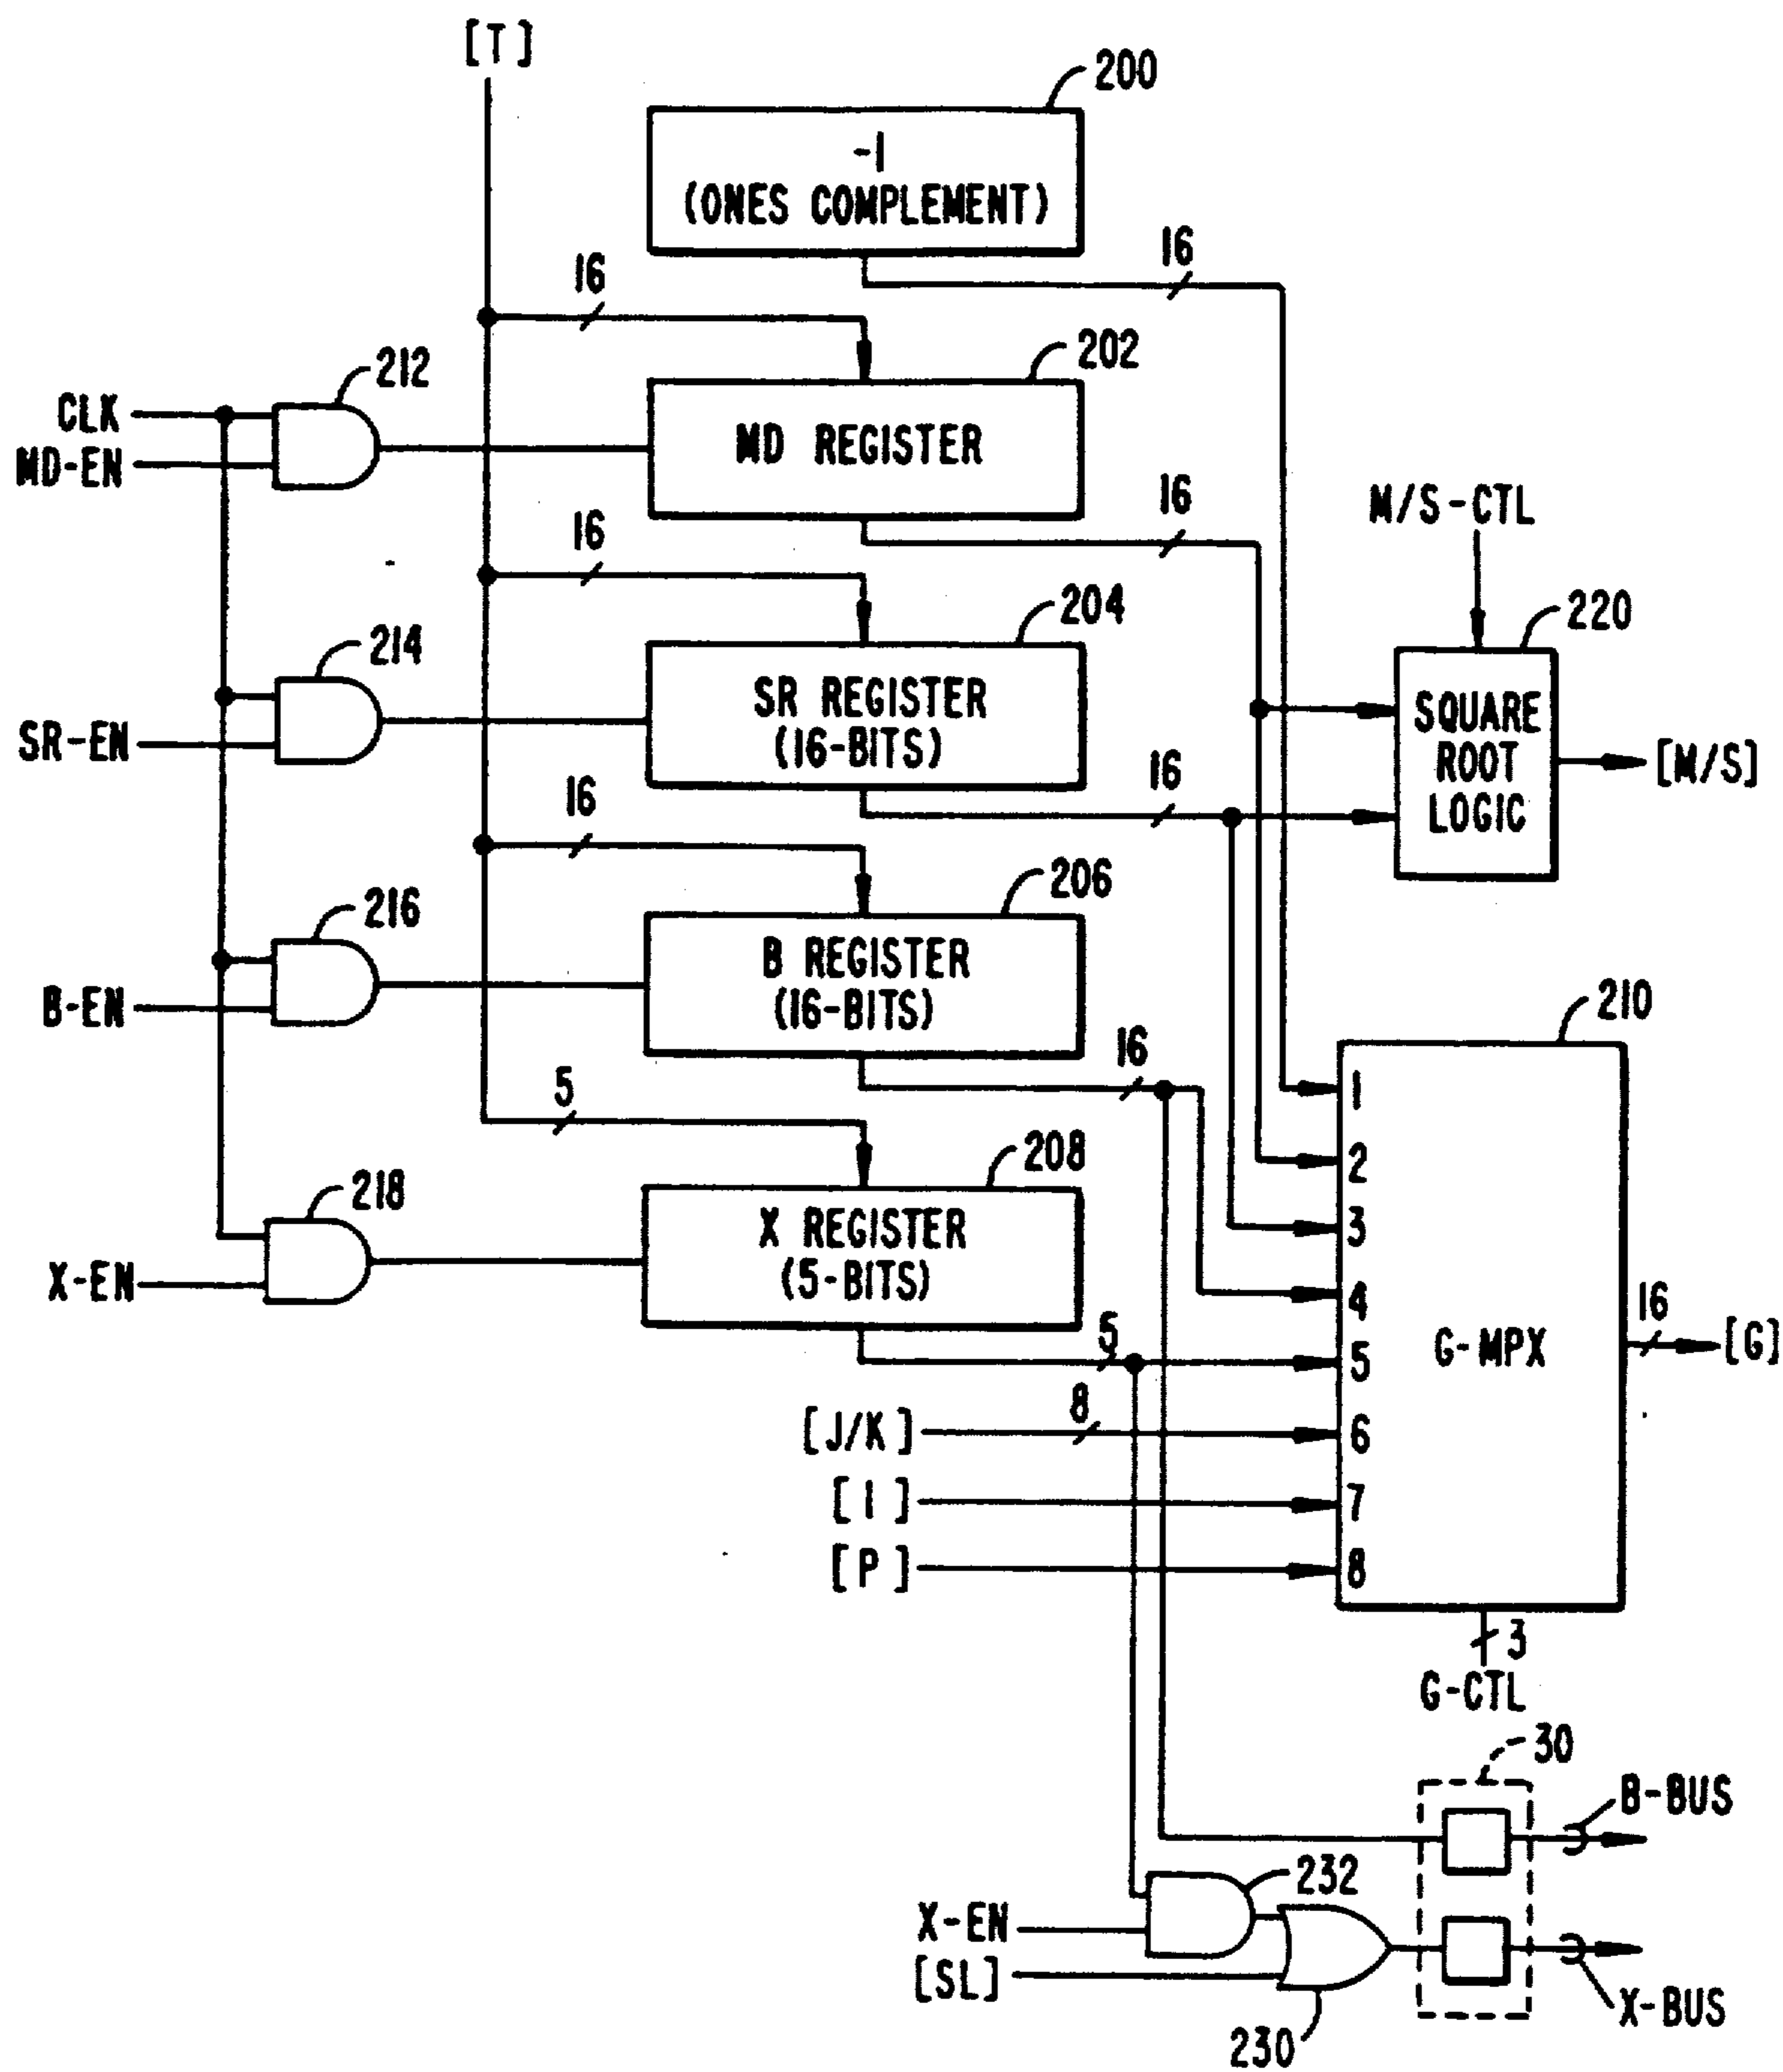 [T]
200
-1
(ONES COMPLEMENT)
16
16
212
202
CLK
MD-EN
MD REGISTER
16
M/S-CTL
16
214
204
220
SR-EN
SR REGISTER
(16-BITS)
SQUARE
ROOT
LOGIC
[M/S]
16
16
216
206
B-EN
B REGISTER
(16-BITS)
210
16
5
1
2
218
208
3
X-EN
X REGISTER
(5-BITS)
4
5
5
G-MPX
16
[G]
[J/K]
8
6
[I]
7
[P]
8
3
G-CTL
30
B-BUS
232
X-EN
[SL]
X-BUS
230